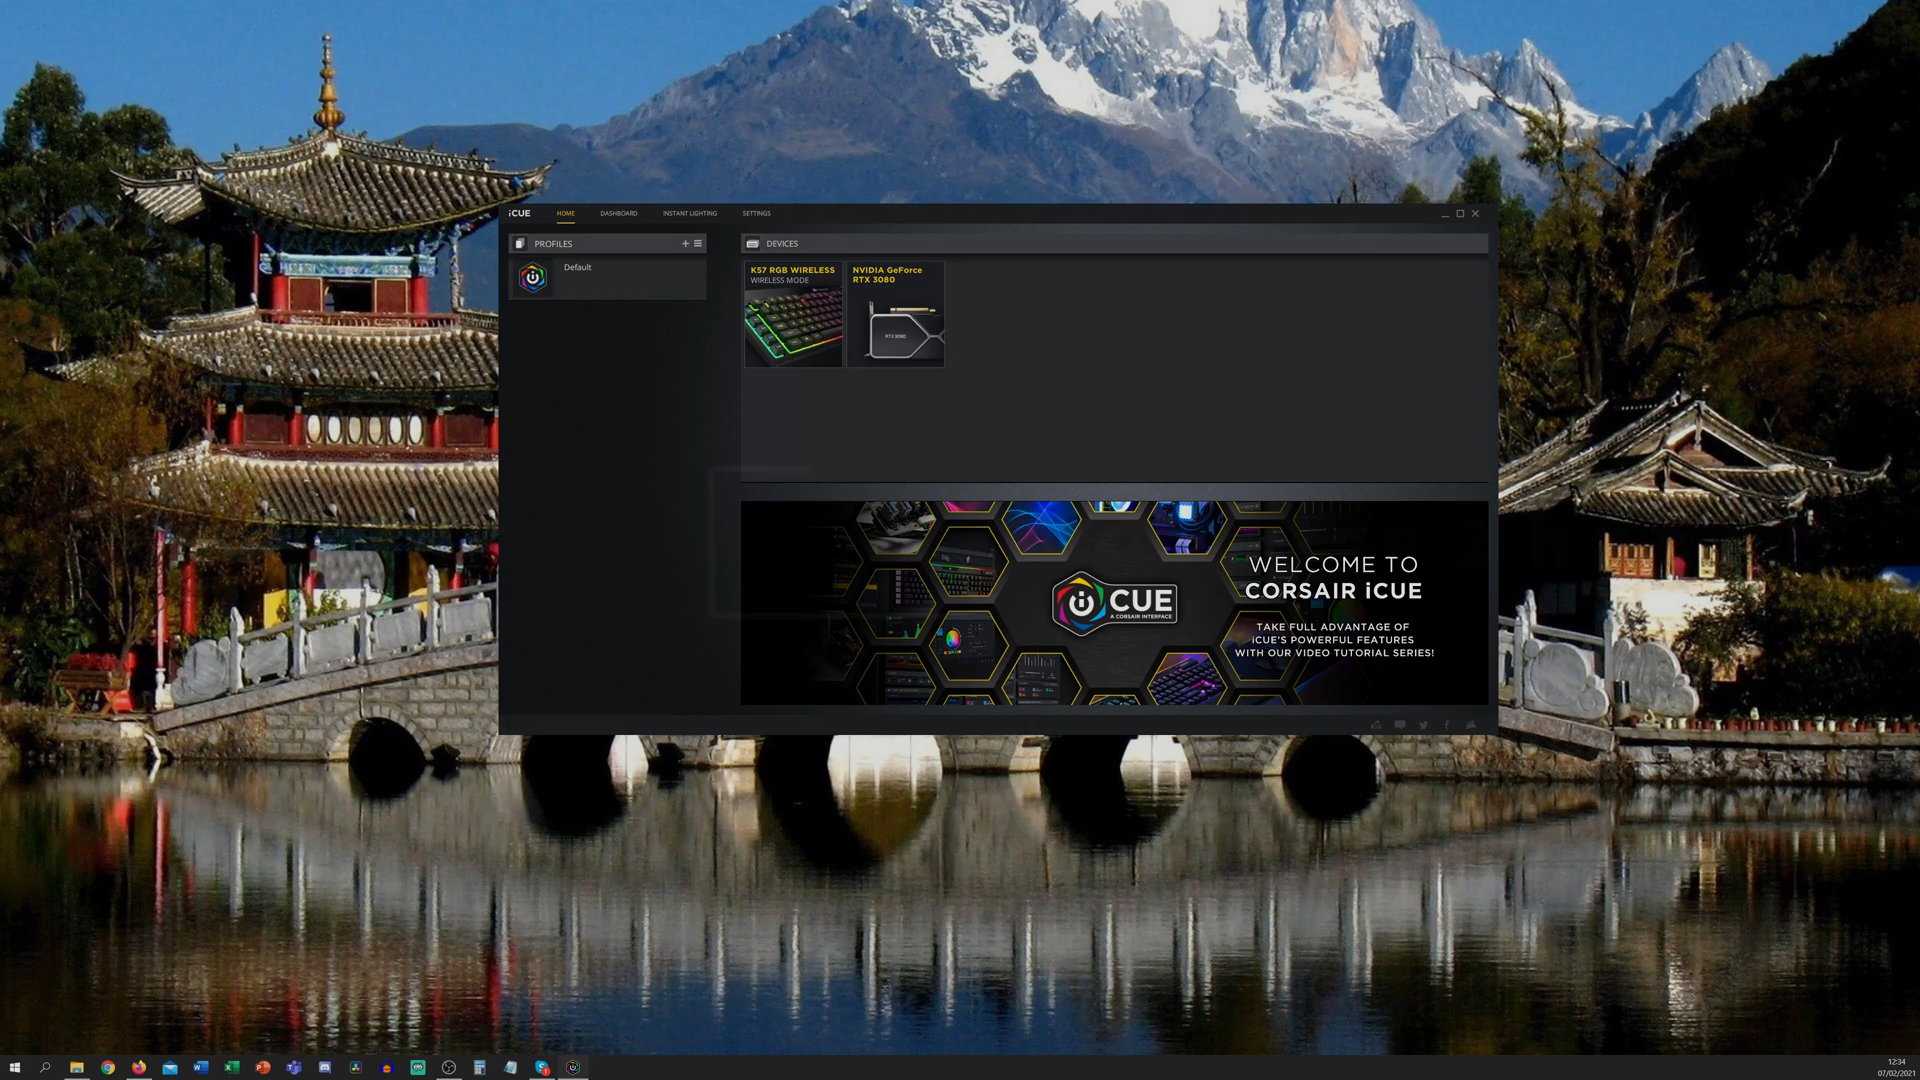 iCUE HOME DASHBOARD INSTANT LIGHTING SETTINGS
PROFILES
Default
DEVICES
K57 RGB WIRELESS
WIRELESS MODE
NVIDIA GeForce
RTX 3080
RTX 3080
CUE
A CORSAIR INTERFACE
WELCOME TO
CORSAIR iCUE
TAKE FULL ADVANTAGE OF
iCUE'S POWERFUL FEATURES
WITH OUR VIDEO TUTORIAL SERIES!
12:34
07/02/2021